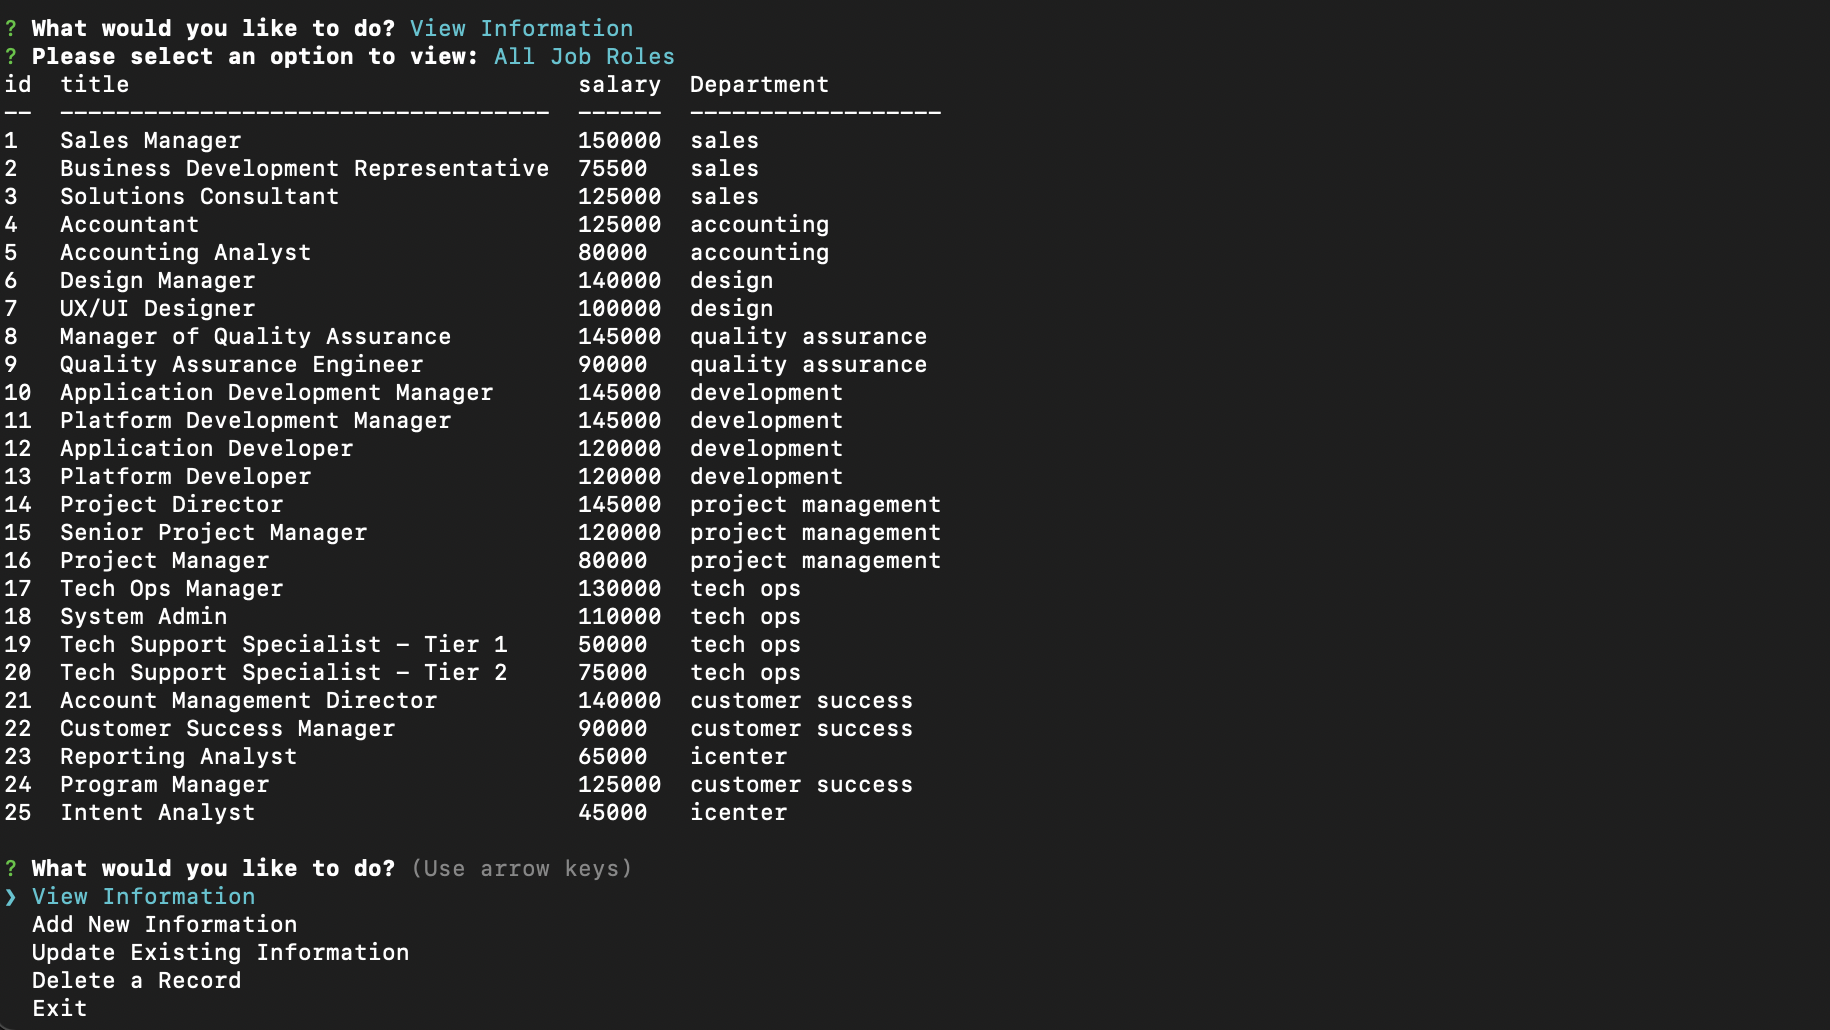 ? What would you like to do? View Information
? Please select an option to view: All Job Roles
id  title                                salary  Department
--  -----------------------------------  ------  ------------------
1   Sales Manager                        150000  sales
2   Business Development Representative  75500   sales
3   Solutions Consultant                 125000  sales
4   Accountant                           125000  accounting
5   Accounting Analyst                   80000   accounting
6   Design Manager                       140000  design
7   UX/UI Designer                       100000  design
8   Manager of Quality Assurance         145000  quality assurance
9   Quality Assurance Engineer           90000   quality assurance
10  Application Development Manager      145000  development
11  Platform Development Manager         145000  development
12  Application Developer                120000  development
13  Platform Developer                   120000  development
14  Project Director                     145000  project management
15  Senior Project Manager               120000  project management
16  Project Manager                      80000   project management
17  Tech Ops Manager                     130000  tech ops
18  System Admin                         110000  tech ops
19  Tech Support Specialist - Tier 1     50000   tech ops
20  Tech Support Specialist - Tier 2     75000   tech ops
21  Account Management Director          140000  customer success
22  Customer Success Manager             90000   customer success
23  Reporting Analyst                    65000   icenter
24  Program Manager                      125000  customer success
25  Intent Analyst                       45000   icenter
? What would you like to do? (Use arrow keys)
❯ View Information
  Add New Information
  Update Existing Information
  Delete a Record
  Exit